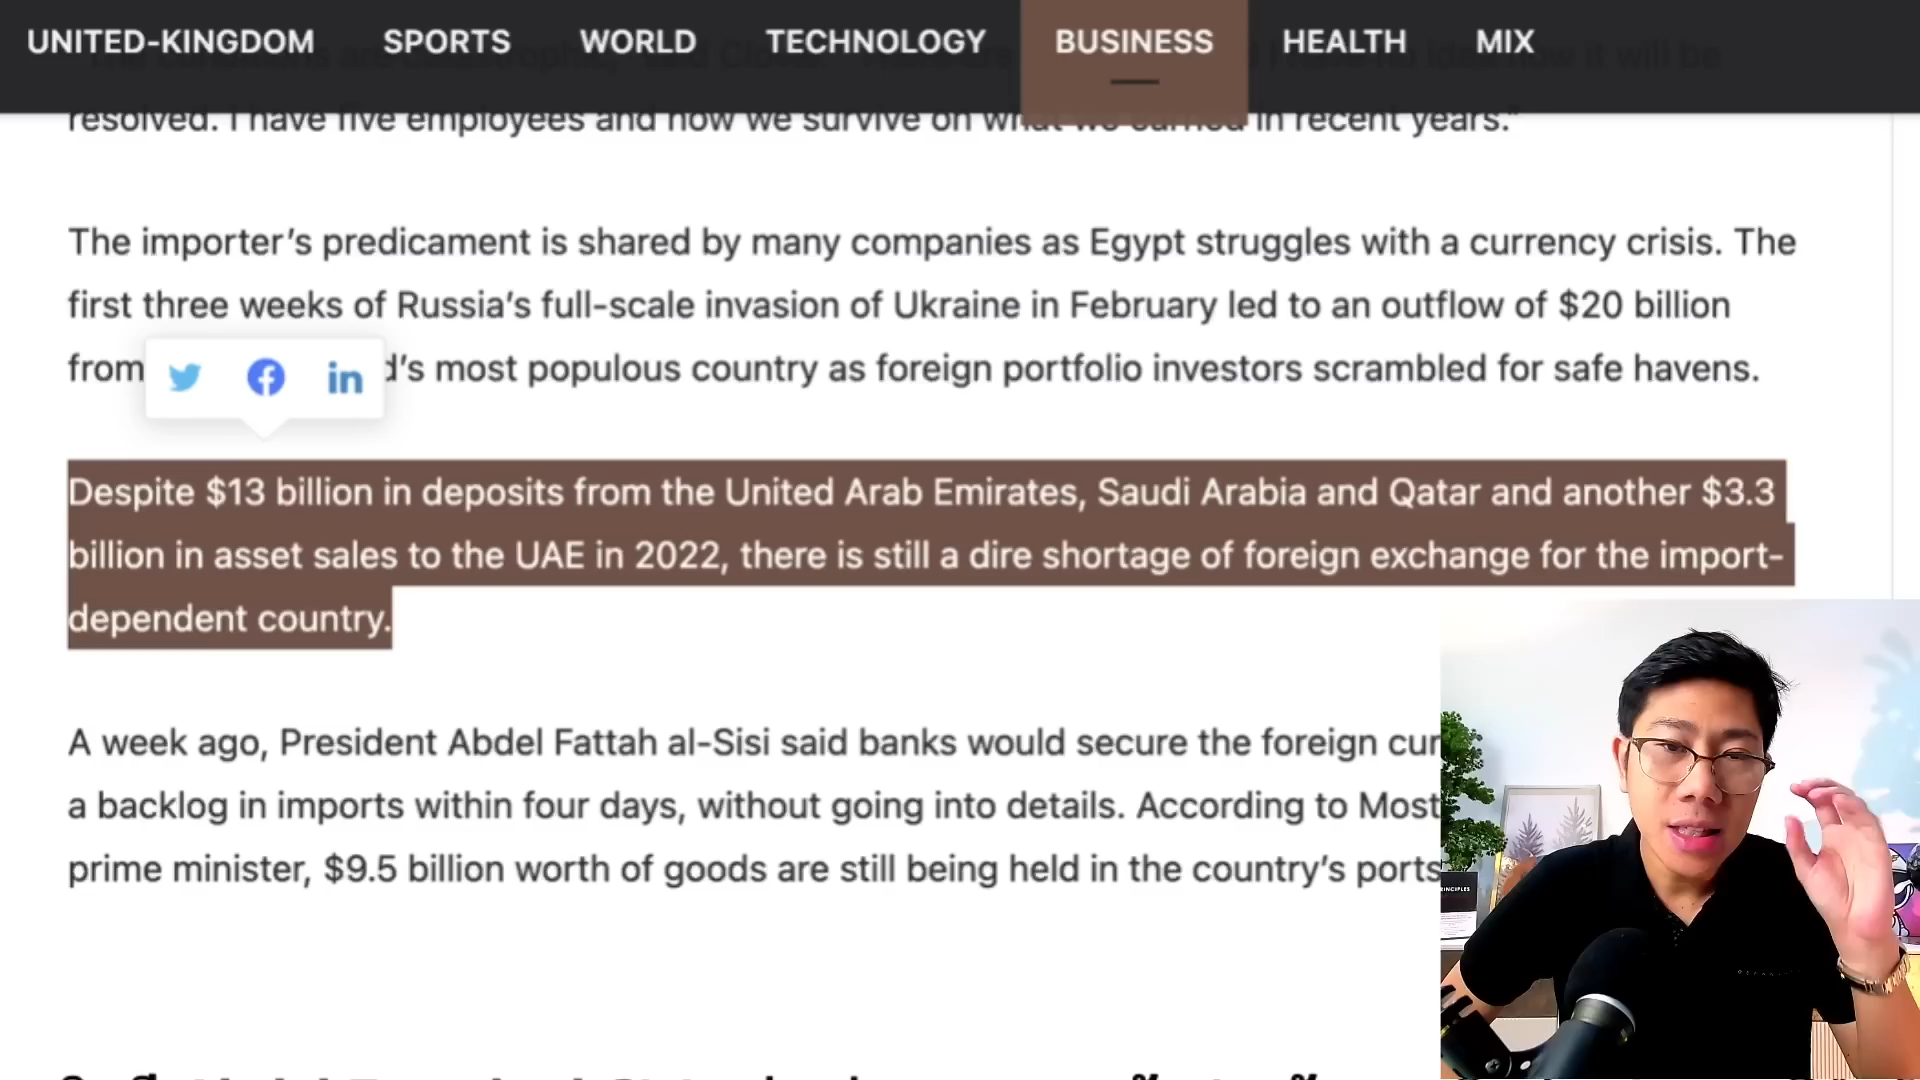 UNITED-KINGDOM SPORTS WORLD TECHNOLOGY BUSINESS HEALTH MIX
resolved. I have five employees and now we survive on what we earned in recent years."
The importer's predicament is shared by many companies as Egypt struggles with a currency crisis. The
first three weeks of Russia's full-scale invasion of Ukraine in February led to an outflow of $20 billion
from d's most populous country as foreign portfolio investors scrambled for safe havens.
Despite $13 billion in deposits from the United Arab Emirates, Saudi Arabia and Qatar and another $3.3
billion in asset sales to the UAE in 2022, there is still a dire shortage of foreign exchange for the import-
dependent country.
A week ago, President Abdel Fattah al-Sisi said banks would secure the foreign cur
a backlog in imports within four days, without going into details. According to Most
prime minister, $9.5 billion worth of goods are still being held in the country's ports